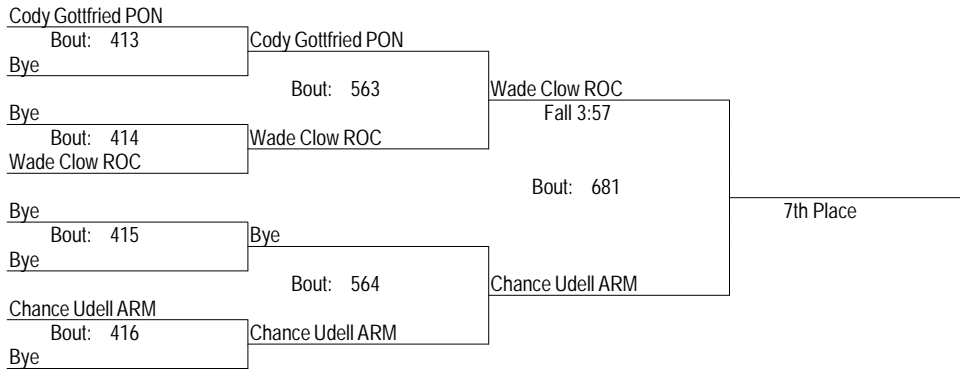 Cody Gottfried PON
Bout: 413
Cody Gottfried PON
Bye
Bout: 563
Wade Clow ROC
Bye
Fall 3:57
Bout: 414
Wade Clow ROC
Wade Clow ROC
Bout: 681
Bye
7th Place
Bout: 415
Bye
Bye
Bout: 564
Chance Udell ARM
Chance Udell ARM
Bout: 416
Chance Udell ARM
Bye